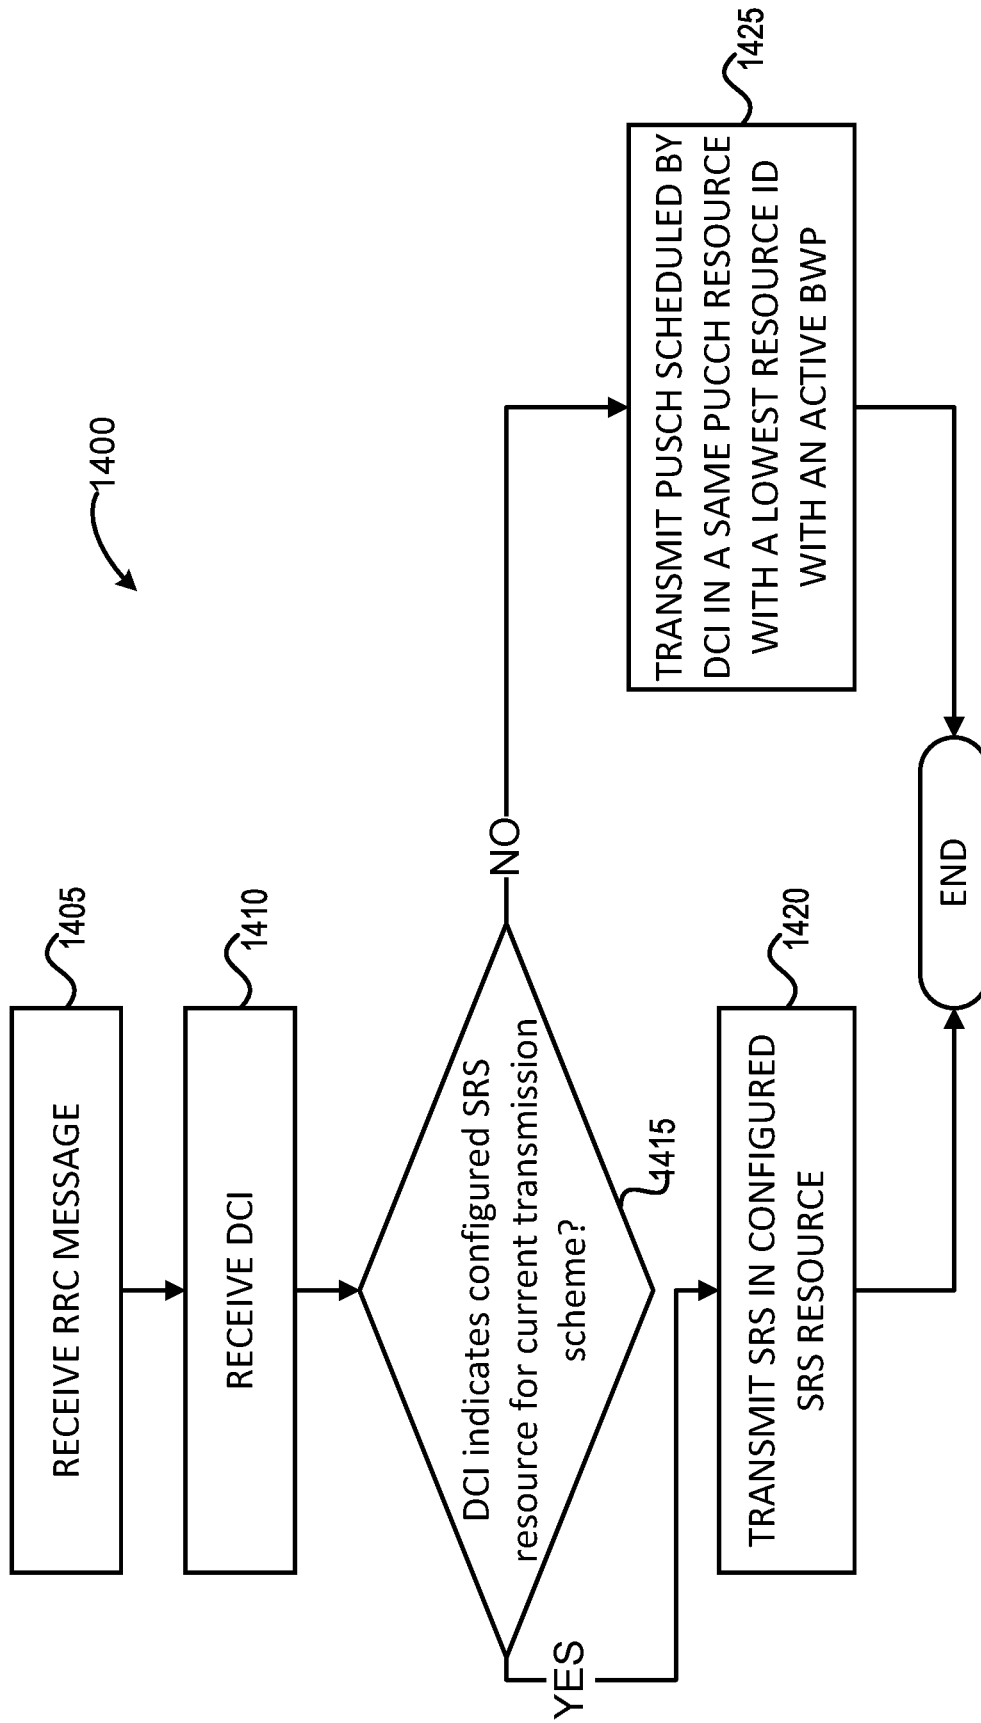 1400
RECEIVE RRC MESSAGE
1405
RECEIVE DCI
1410
DCI indicates configured SRS
resource for current transmission
scheme?
1415
YES
NO
TRANSMIT SRS IN CONFIGURED
SRS RESOURCE
1420
TRANSMIT PUSCH SCHEDULED BY
DCI IN A SAME PUCCH RESOURCE
WITH A LOWEST RESOURCE ID
WITH AN ACTIVE BWP
1425
END